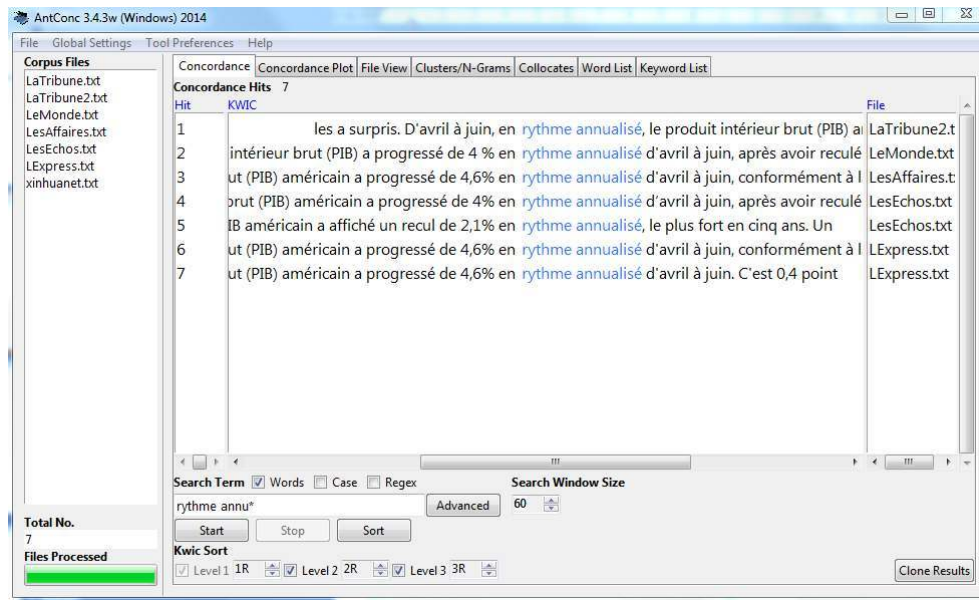 AntConc 3.4.3w (Windows) 2014
File Global Settings Tool Preferences Help
Corpus Files
LaTribune.txt
LaTribune2.txt
LeMonde.txt
LesAffaires.txt
LesEchos.txt
LExpress.txt
xinhuanet.txt
Total No.
7
Files Processed
Concordance Concordance Plot File View Clusters/N-Grams Collocates Word List Keyword List
Concordance Hits 7
Hit KWIC File
1 les a surpris. D'avril à juin, en rythme annualisé, le produit intérieur brut (PIB) a LaTribune2.t
2 intérieur brut (PIB) a progressé de 4 % en rythme annualisé d'avril à juin, après avoir reculé LeMonde.txt
3 ut (PIB) américain a progressé de 4,6% en rythme annualisé d'avril à juin, conformément à l LesAffaires.t
4 brut (PIB) américain a progressé de 4% en rythme annualisé d'avril à juin, après avoir reculé LesEchos.txt
5 IB américain a affiché un recul de 2,1% en rythme annualisé, le plus fort en cinq ans. Un LesEchos.txt
6 ut (PIB) américain a progressé de 4,6% en rythme annualisé d'avril à juin, conformément à l LExpress.txt
7 ut (PIB) américain a progressé de 4,6% en rythme annualisé d'avril à juin. C'est 0,4 point LExpress.txt
Search Term Words Case Regex Search Window Size
rythme annu* Advanced 60
Start Stop Sort
Kwic Sort
Level 1 1R Level 2 2R Level 3 3R Clone Results